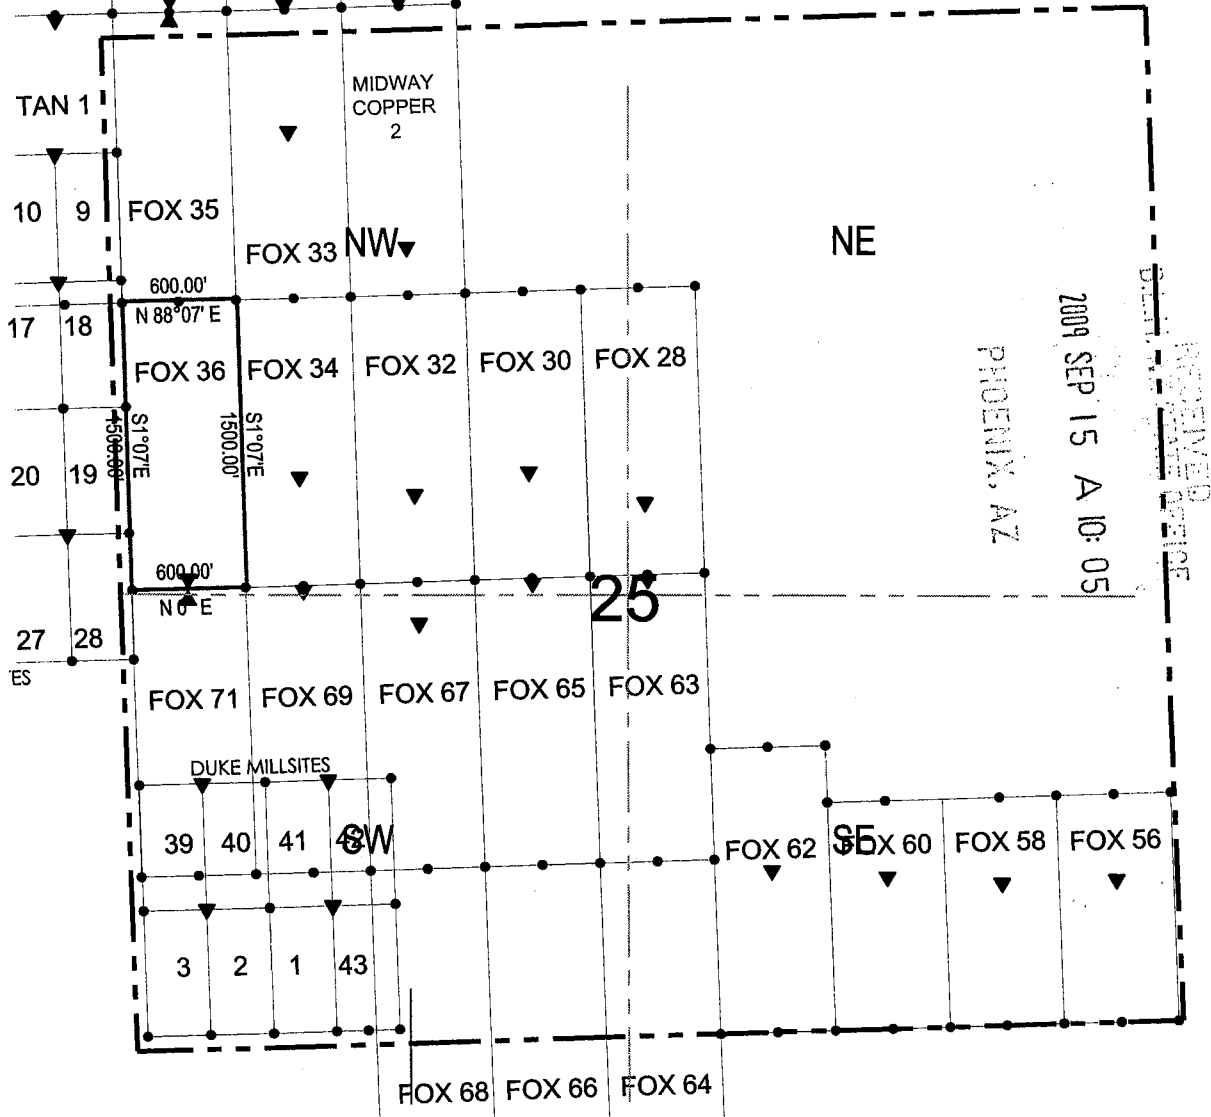 MIDWAY
COPPER
2
TAN 1
10
9
FOX 35
FOX 33
NW
NE
600.00'
N 88°07' E
17
18
FOX 36
FOX 34
FOX 32
FOX 30
FOX 28
S1°07'E
1500.00'
S1°07'E
1500.00'
20
19
600.00'
E
25
27
28
FOX 71
FOX 69
FOX 67
FOX 65
FOX 63
DUKE MILLSITES
39
40
41
SW
FOX 62
SE
FOX 60
FOX 58
FOX 56
3
2
1
43
FOX 68
FOX 66
FOX 64
RECEIVED
OFFICE
2009 SEP 15 A 10: 05
PHOENIX, AZ